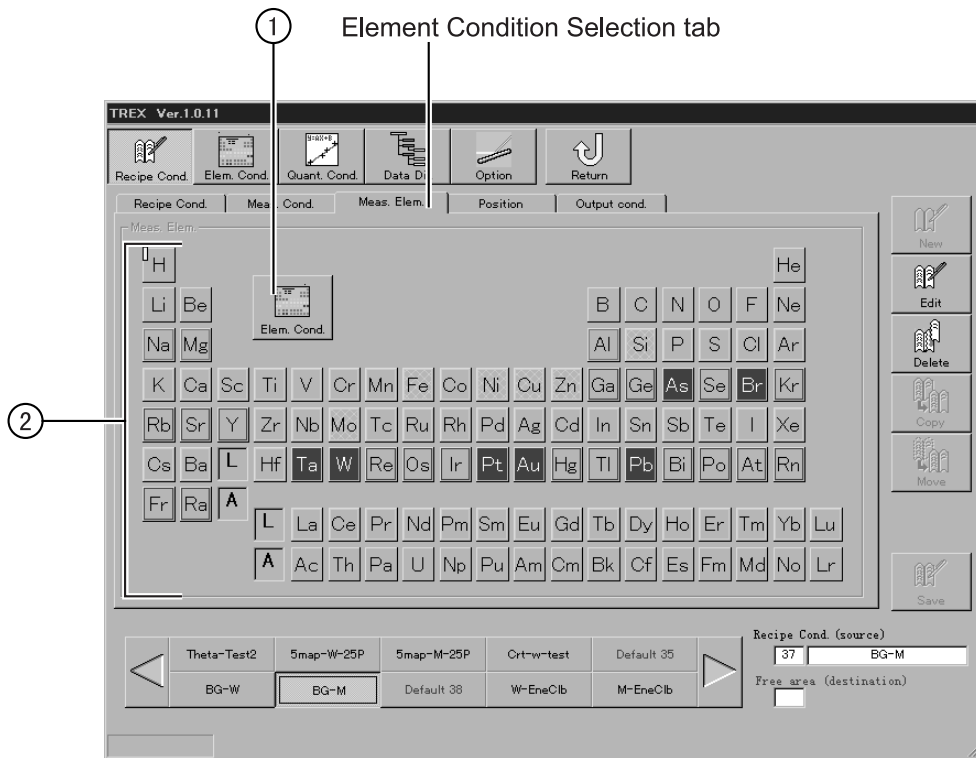 1 Element Condition Selection tab
TREX Ver.1.0.11
Y=AX+B
Recipe Cond. Elem. Cond. Quant. Cond. Data Di Option Return
Recipe Cond. Meas. Cond. Meas. Elem. Position Output cond.
Meas. Elem.
New
H He
Edit
Li Be B C N O F Ne
Elem. Cond.
Na Mg Al Si P S Cl Ar
Delete
K Ca Sc Ti V Cr Mn Fe Co Ni Cu Zn Ga Ge As Se Br Kr
Copy
2
Rb Sr Y Zr Nb Mo Tc Ru Rh Pd Ag Cd In Sn Sb Te I Xe
Cs Ba L Hf Ta W Re Os Ir Pt Au Hg Tl Pb Bi Po At Rn
Move
Fr Ra A
L La Ce Pr Nd Pm Sm Eu Gd Tb Dy Ho Er Tm Yb Lu
A Ac Th Pa U Np Pu Am Cm Bk Cf Es Fm Md No Lr
Save
Theta-Test2 5map-W-25P 5map-M-25P Crt-w-test Default 35
BG-W BG-M Default 38 W-EneClb M-EneClb
Recipe Cond. (source)
37 BG-M
Free area (destination)